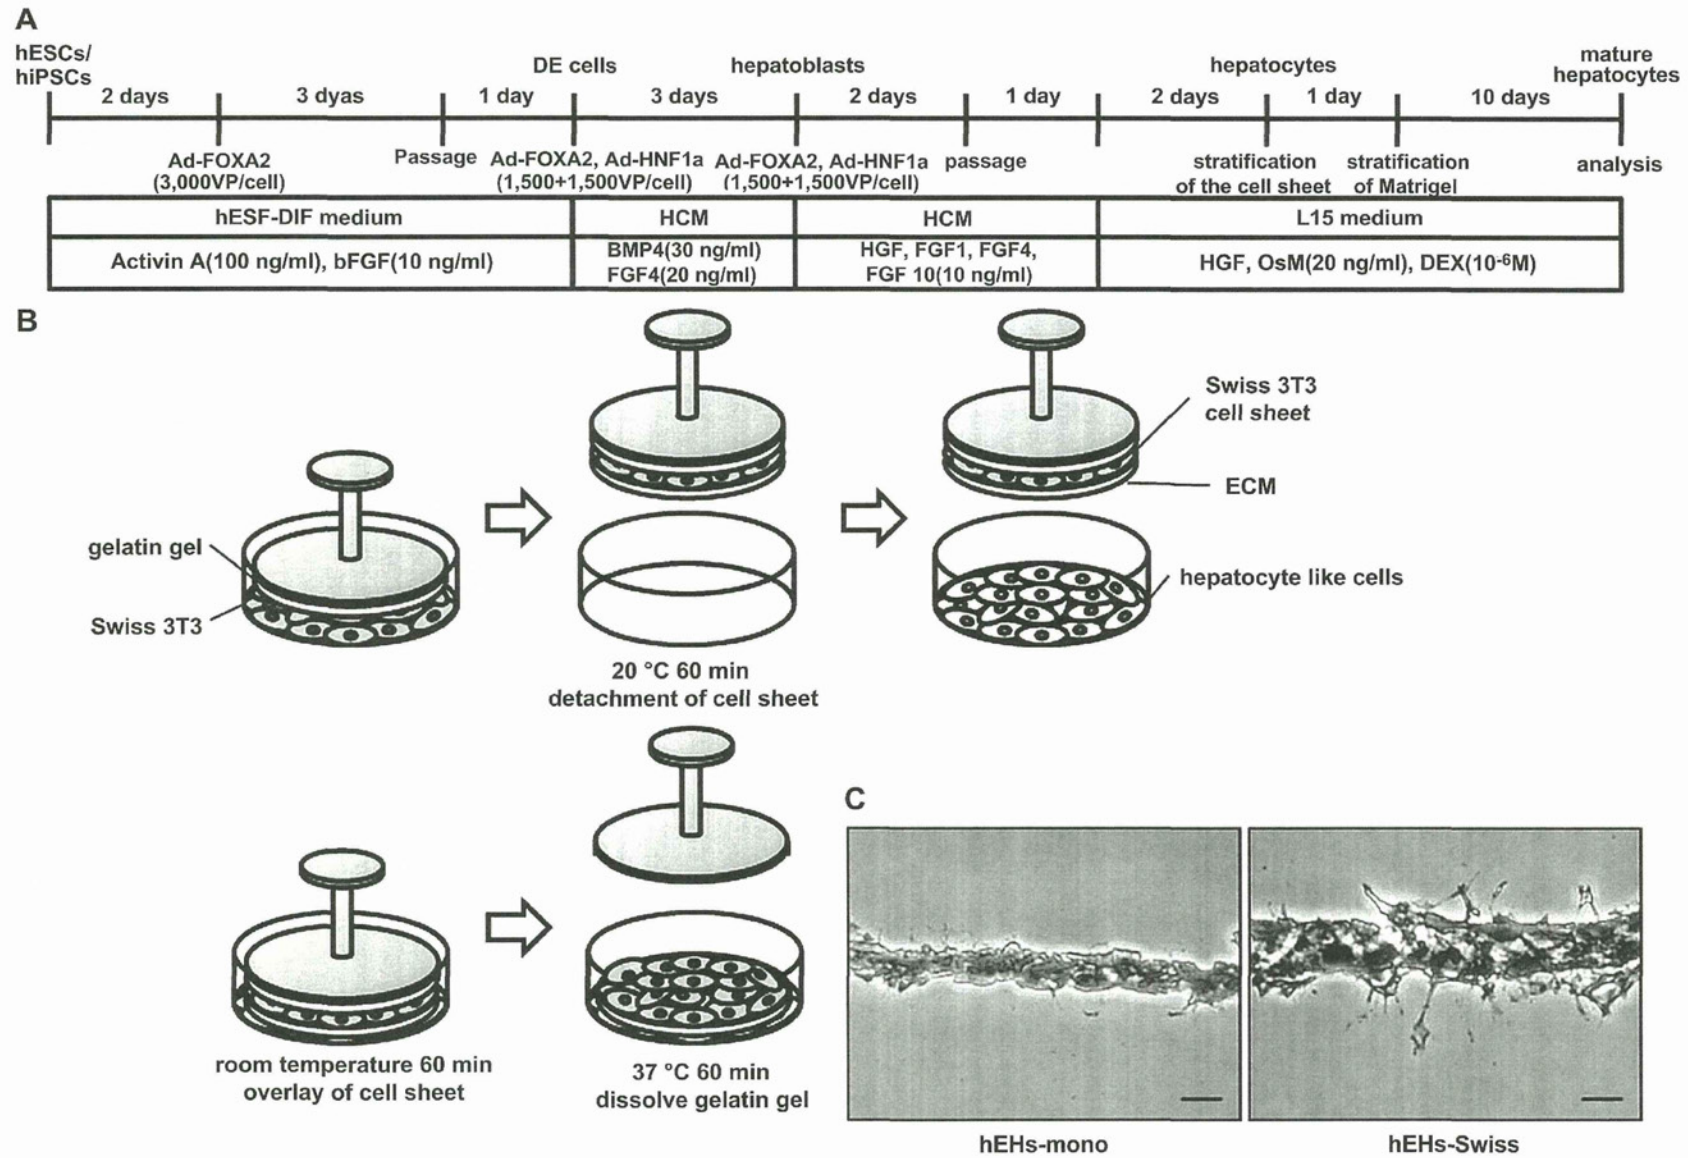 A
hESCs/
hiPSCs
DE cells
hepatoblasts
hepatocytes
mature
hepatocytes
2 days
3 dyas
1 day
3 days
2 days
1 day
2 days
1 day
10 days
Ad-FOXA2
(3,000VP/cell)
Passage
Ad-FOXA2, Ad-HNF1a
(1,500+1,500VP/cell)
Ad-FOXA2, Ad-HNF1a
(1,500+1,500VP/cell)
passage
stratification
of the cell sheet
stratification
of Matrigel
analysis
hESF-DIF medium
HCM
HCM
L15 medium
Activin A(100 ng/ml), bFGF(10 ng/ml)
BMP4(30 ng/ml)
FGF4(20 ng/ml)
HGF, FGF1, FGF4,
FGF 10(10 ng/ml)
HGF, OsM(20 ng/ml), DEX(10⁻⁶M)
B
gelatin gel
Swiss 3T3
20 °C 60 min
detachment of cell sheet
Swiss 3T3
cell sheet
ECM
hepatocyte like cells
room temperature 60 min
overlay of cell sheet
37 °C 60 min
dissolve gelatin gel
C
hEHs-mono
hEHs-Swiss